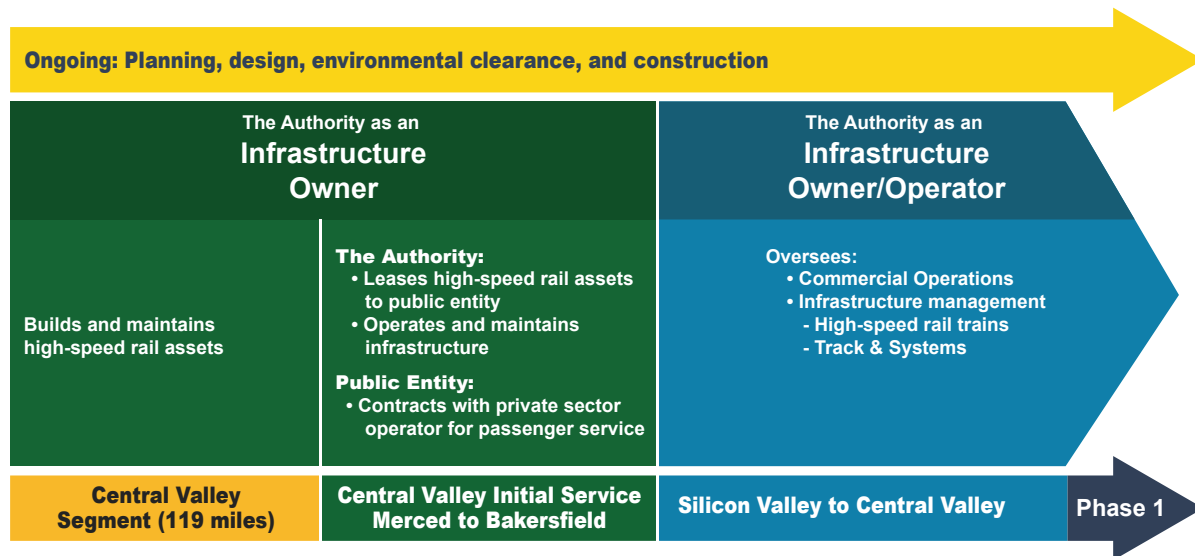 Ongoing: Planning, design, environmental clearance, and construction
The Authority as an
Infrastructure
Owner
The Authority as an
Infrastructure
Owner/Operator
Builds and maintains
high-speed rail assets
The Authority:
• Leases high-speed rail assets
to public entity
• Operates and maintains
infrastructure
Public Entity:
• Contracts with private sector
operator for passenger service
Oversees:
• Commercial Operations
• Infrastructure management
- High-speed rail trains
- Track & Systems
Central Valley
Segment (119 miles)
Central Valley Initial Service
Merced to Bakersfield
Silicon Valley to Central Valley
Phase 1